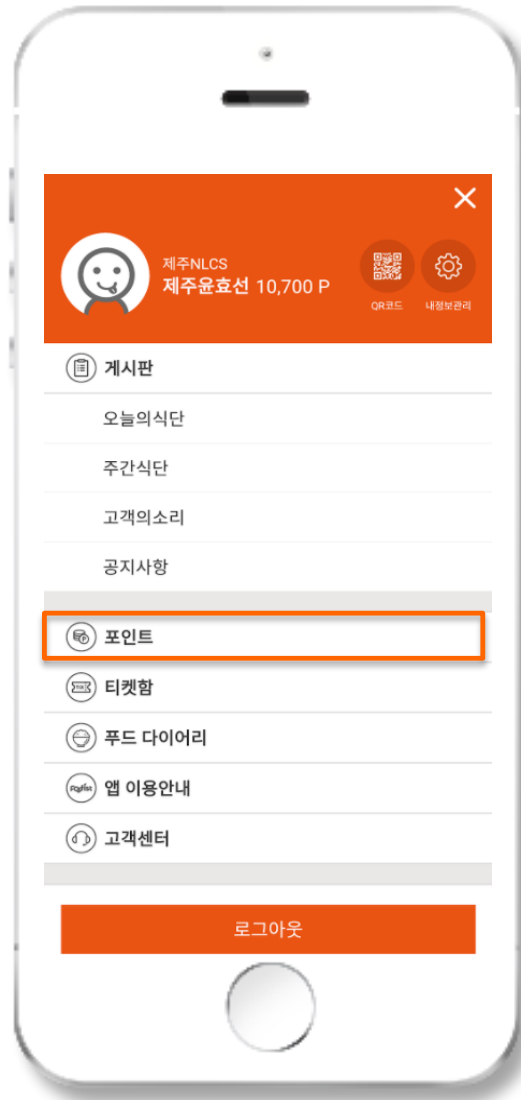 제주NLCS
제주윤효선 10,700 P
QR코드
내정보관리
게시판
오늘의식단
주간식단
고객의소리
공지사항
포인트
티켓함
푸드 다이어리
앱 이용안내
고객센터
로그아웃